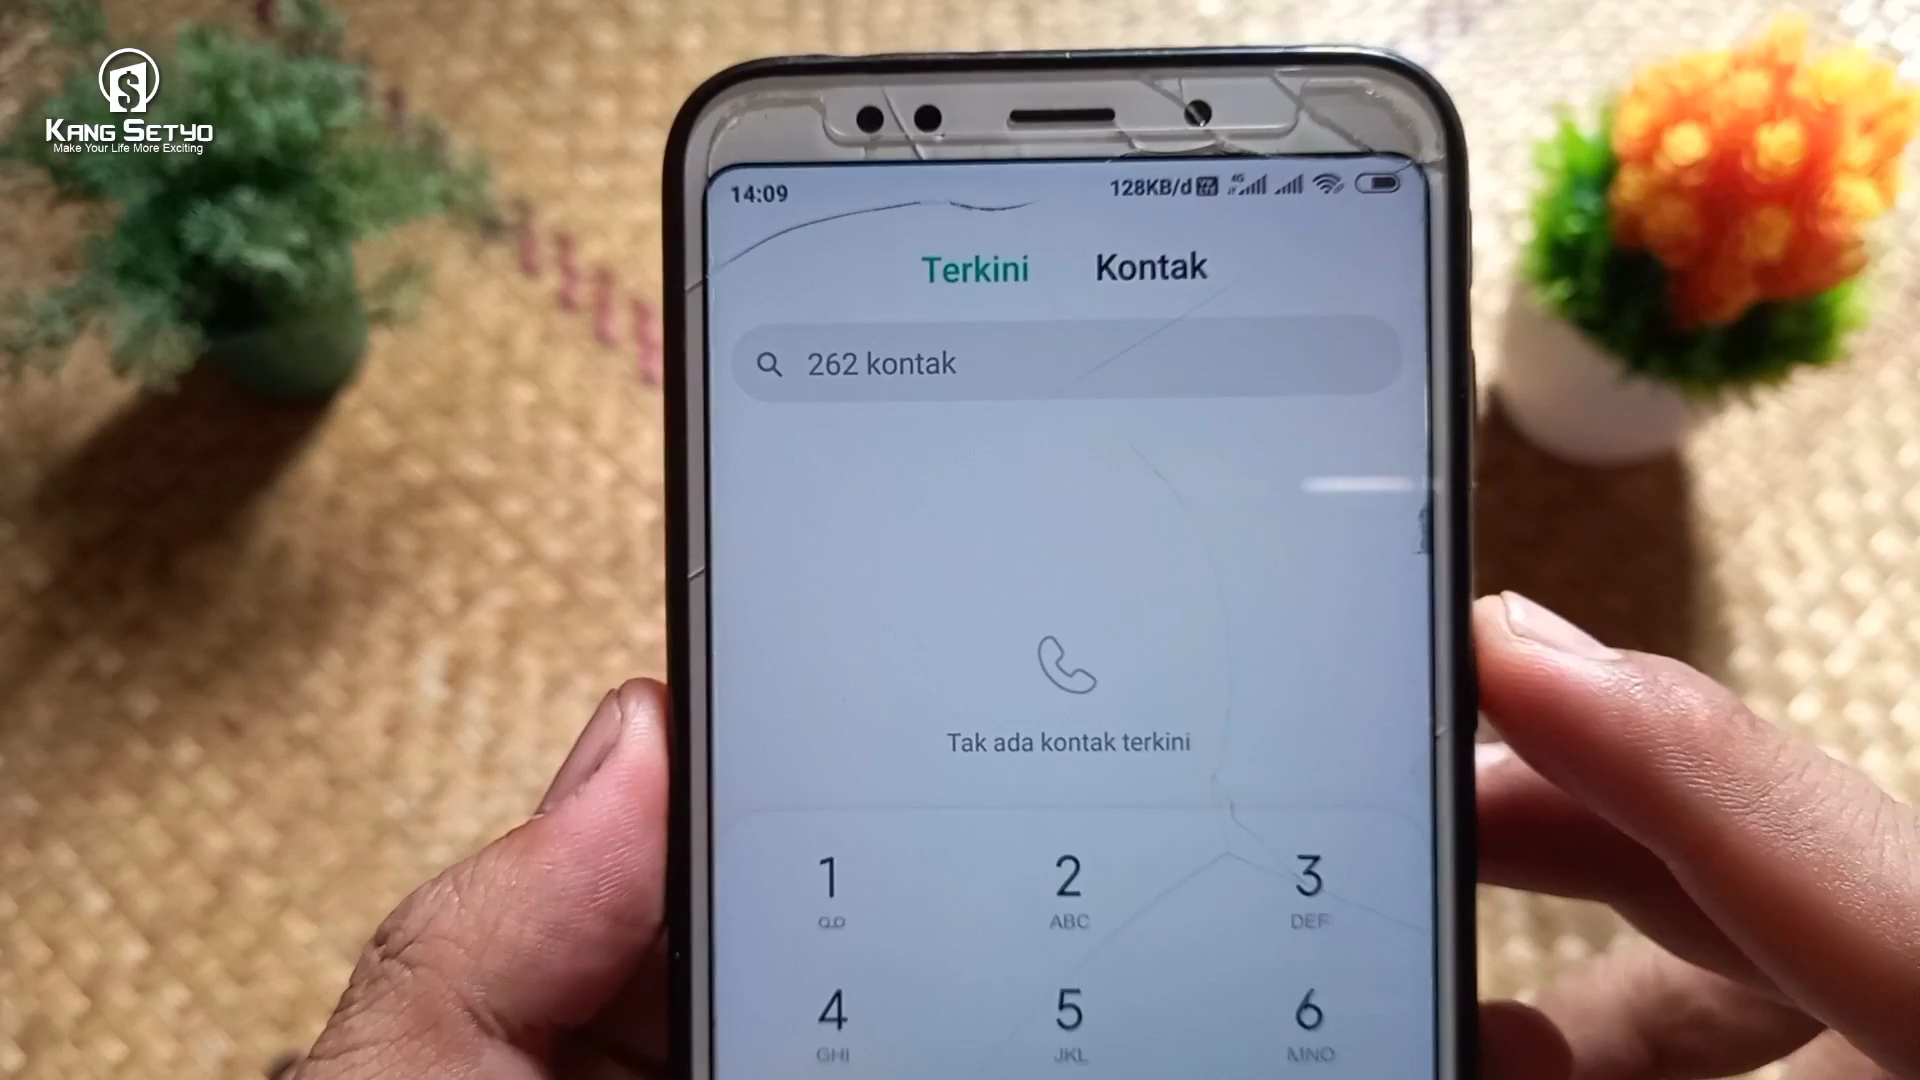 KANG SETYO
Make Your Life More Exciting
14:09
128KB/d
4G
Terkini
Kontak
262 kontak
Tak ada kontak terkini
1
2
3
ABC
DEF
4
5
6
GHI
JKL
MNO